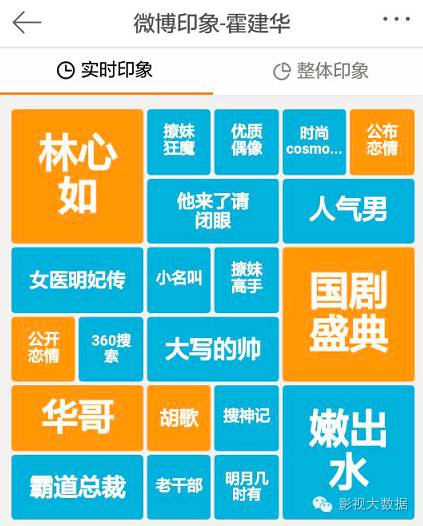 微博印象-霍建华
实时印象
整体印象
林心
如
撩妹
狂魔
优质
偶像
时尚
cosmo...
公布
恋情
他来了请
闭眼
人气男
女医明妃传
小名叫
撩妹
高手
国剧
盛典
公开
恋情
360搜
索
大写的帅
华哥
胡歌
搜神记
嫩出
水
霸道总裁
老干部
明月几
时有
影视大数据